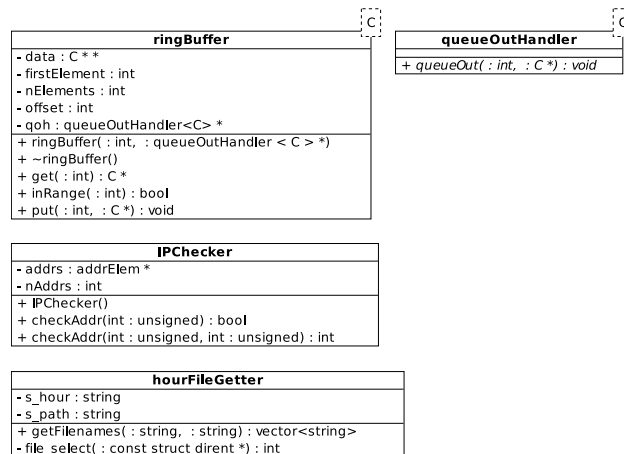 C
ringBuffer
- data : C * *
- firstElement : int
- nElements : int
- offset : int
- qoh : queueOutHandler<C> *
+ ringBuffer( : int, : queueOutHandler < C > *)
+ ~ringBuffer()
+ get( : int) : C *
+ inRange( : int) : bool
+ put( : int, : C *) : void
C
queueOutHandler
+ queueOut( : int, : C *) : void
IPChecker
- addrs : addrElem *
- nAddrs : int
+ IPChecker()
+ checkAddr(int : unsigned) : bool
+ checkAddr(int : unsigned, int : unsigned) : int
hourFileGetter
- s_hour : string
- s_path : string
+ getFilenames( : string, : string) : vector<string>
- file_select( : const struct dirent *) : int